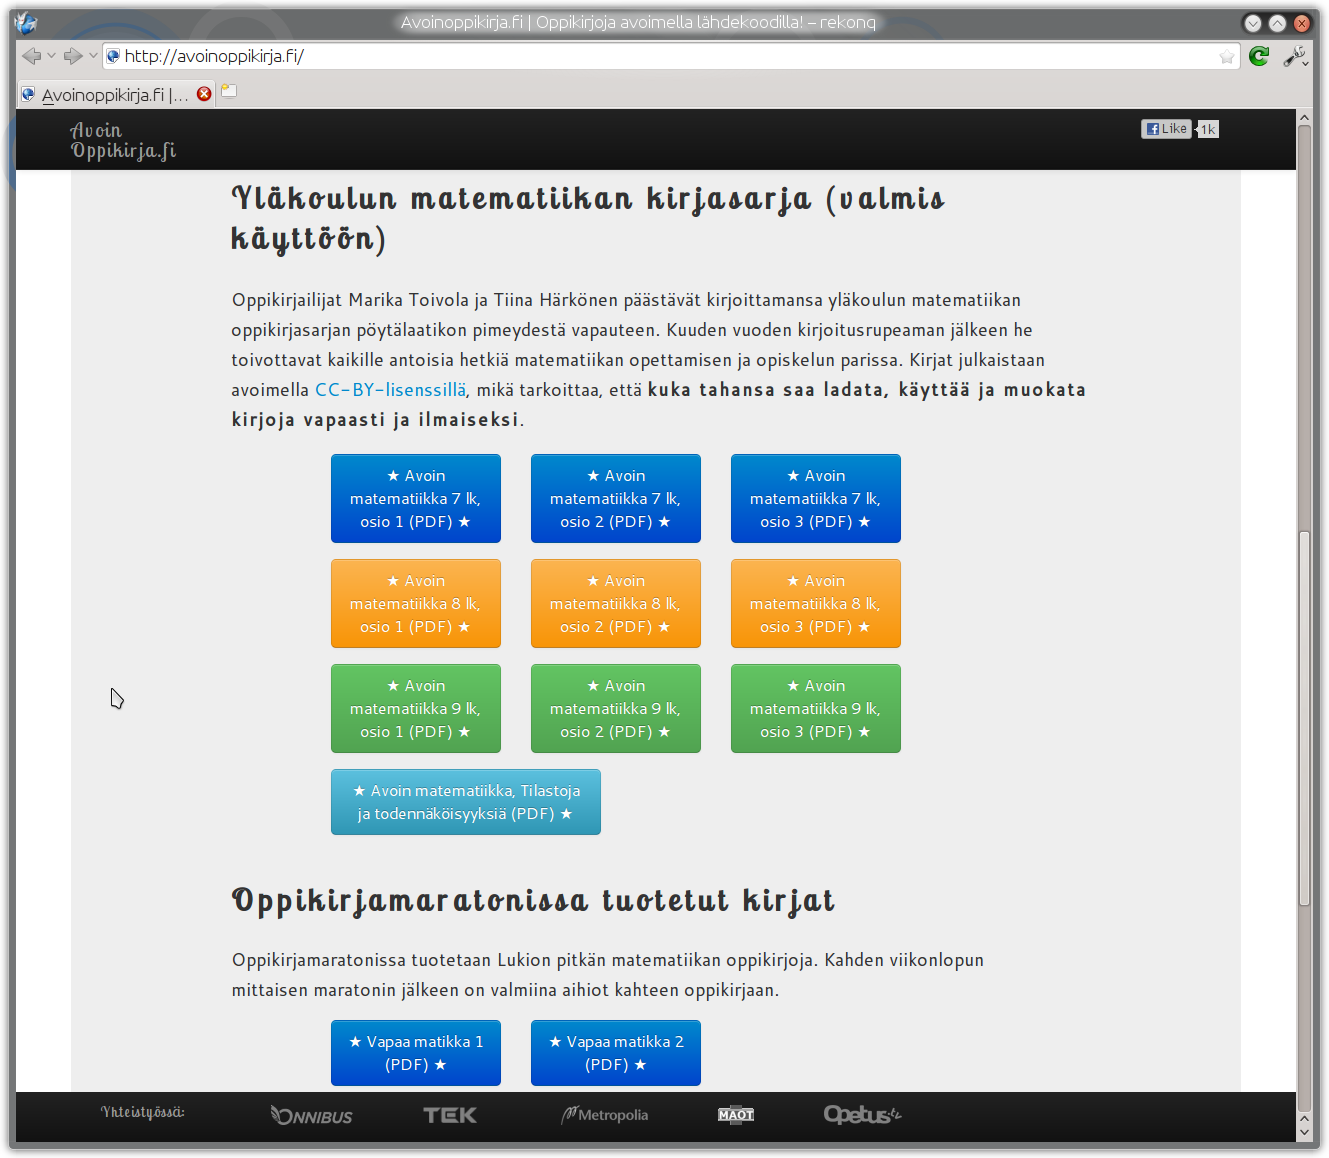 Avoinoppikirja.fi | Oppikirjoja avoimella lähdekoodilla! – rekonq
http://avoinoppikirja.fi/
Avoinoppikirja.fi |...
Avoin
Oppikirja.fi
Like
1k
Yläkoulun matematiikan kirjasarja (valmis
käyttöön)
Oppikirjailijat Marika Toivola ja Tiina Härkönen päästävät kirjoittamansa yläkoulun matematiikan
oppikirjasarjan pöytälaatikon pimeydestä vapauteen. Kuuden vuoden kirjoitusrupeaman jälkeen he
toivottavat kaikille antoisia hetkiä matematiikan opettamisen ja opiskelun parissa. Kirjat julkaistaan
avoimella CC-BY-lisenssillä, mikä tarkoittaa, että kuka tahansa saa ladata, käyttää ja muokata
kirjoja vapaasti ja ilmaiseksi.
★ Avoin
matematiikka 7 lk,
osio 1 (PDF) ★
★ Avoin
matematiikka 7 lk,
osio 2 (PDF) ★
★ Avoin
matematiikka 7 lk,
osio 3 (PDF) ★
★ Avoin
matematiikka 8 lk,
osio 1 (PDF) ★
★ Avoin
matematiikka 8 lk,
osio 2 (PDF) ★
★ Avoin
matematiikka 8 lk,
osio 3 (PDF) ★
★ Avoin
matematiikka 9 lk,
osio 1 (PDF) ★
★ Avoin
matematiikka 9 lk,
osio 2 (PDF) ★
★ Avoin
matematiikka 9 lk,
osio 3 (PDF) ★
★ Avoin matematiikka, Tilastoja
ja todennäköisyyksiä (PDF) ★
Oppikirjamaratonissa tuotetut kirjat
Oppikirjamaratonissa tuotetaan Lukion pitkän matematiikan oppikirjoja. Kahden viikonlopun
mittaisen maratonin jälkeen on valmiina aihiot kahteen oppikirjaan.
★ Vapaa matikka 1
(PDF) ★
★ Vapaa matikka 2
(PDF) ★
Yhteistyössä:
ONNIBUS
TEK
Metropolia
MAOT
Opetus.tv